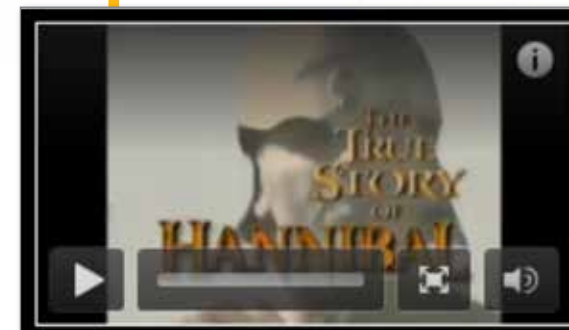 THE
TRUE
STORY
OF
HANNIBAL